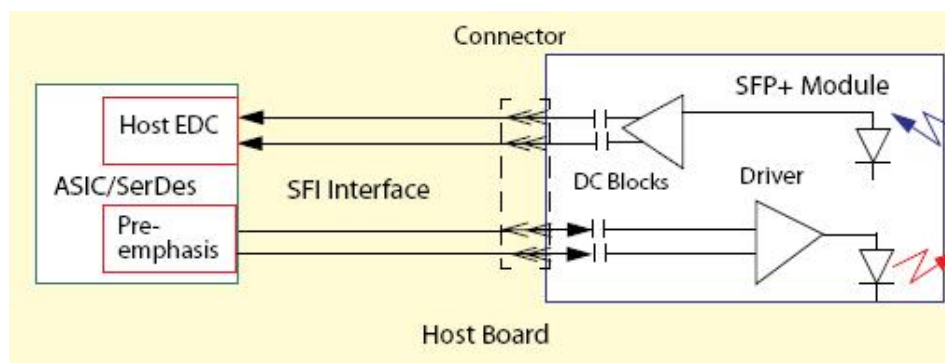 Connector
SFP+ Module
Host EDC
ASIC/SerDes
SFI Interface
DC Blocks
Driver
Pre-
emphasis
Host Board